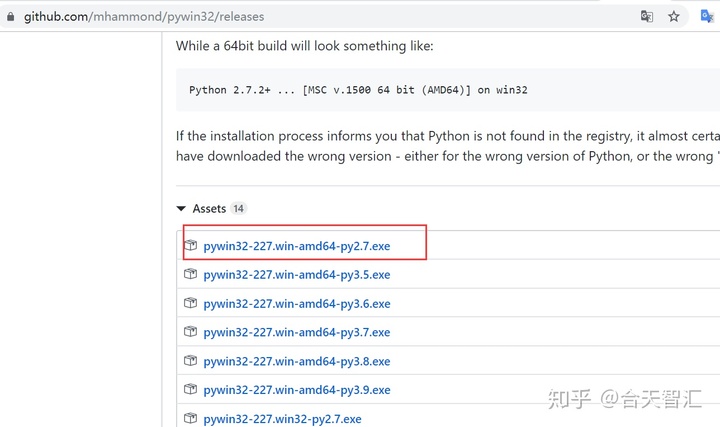 github.com/mhammond/pywin32/releases
While a 64bit build will look something like:
Python 2.7.2+ ... [MSC v.1500 64 bit (AMD64)] on win32
If the installation process informs you that Python is not found in the registry, it almost certa
have downloaded the wrong version - either for the wrong version of Python, or the wrong "
Assets 14
pywin32-227.win-amd64-py2.7.exe
pywin32-227.win-amd64-py3.5.exe
pywin32-227.win-amd64-py3.6.exe
pywin32-227.win-amd64-py3.7.exe
pywin32-227.win-amd64-py3.8.exe
pywin32-227.win-amd64-py3.9.exe
知乎 @合天智汇
pywin32-227.win32-py2.7.exe